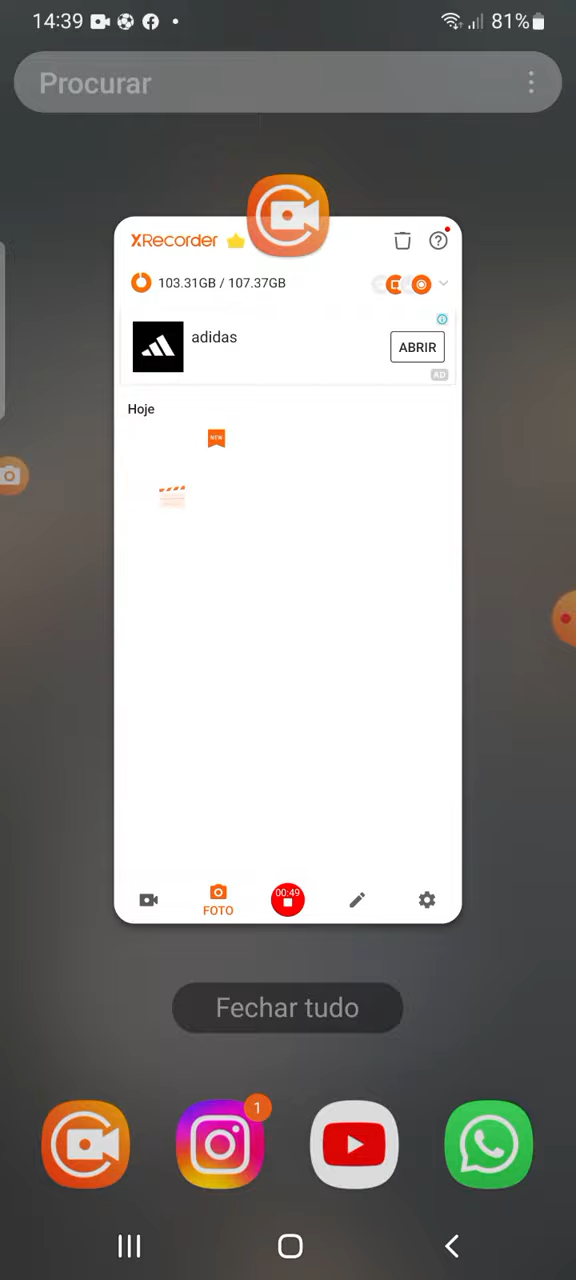 14:39
81%
Procurar
XRecorder
103.31GB / 107.37GB
adidas
ABRIR
AD
Hoje
NEW
FOTO
00:49
Fechar tudo
1